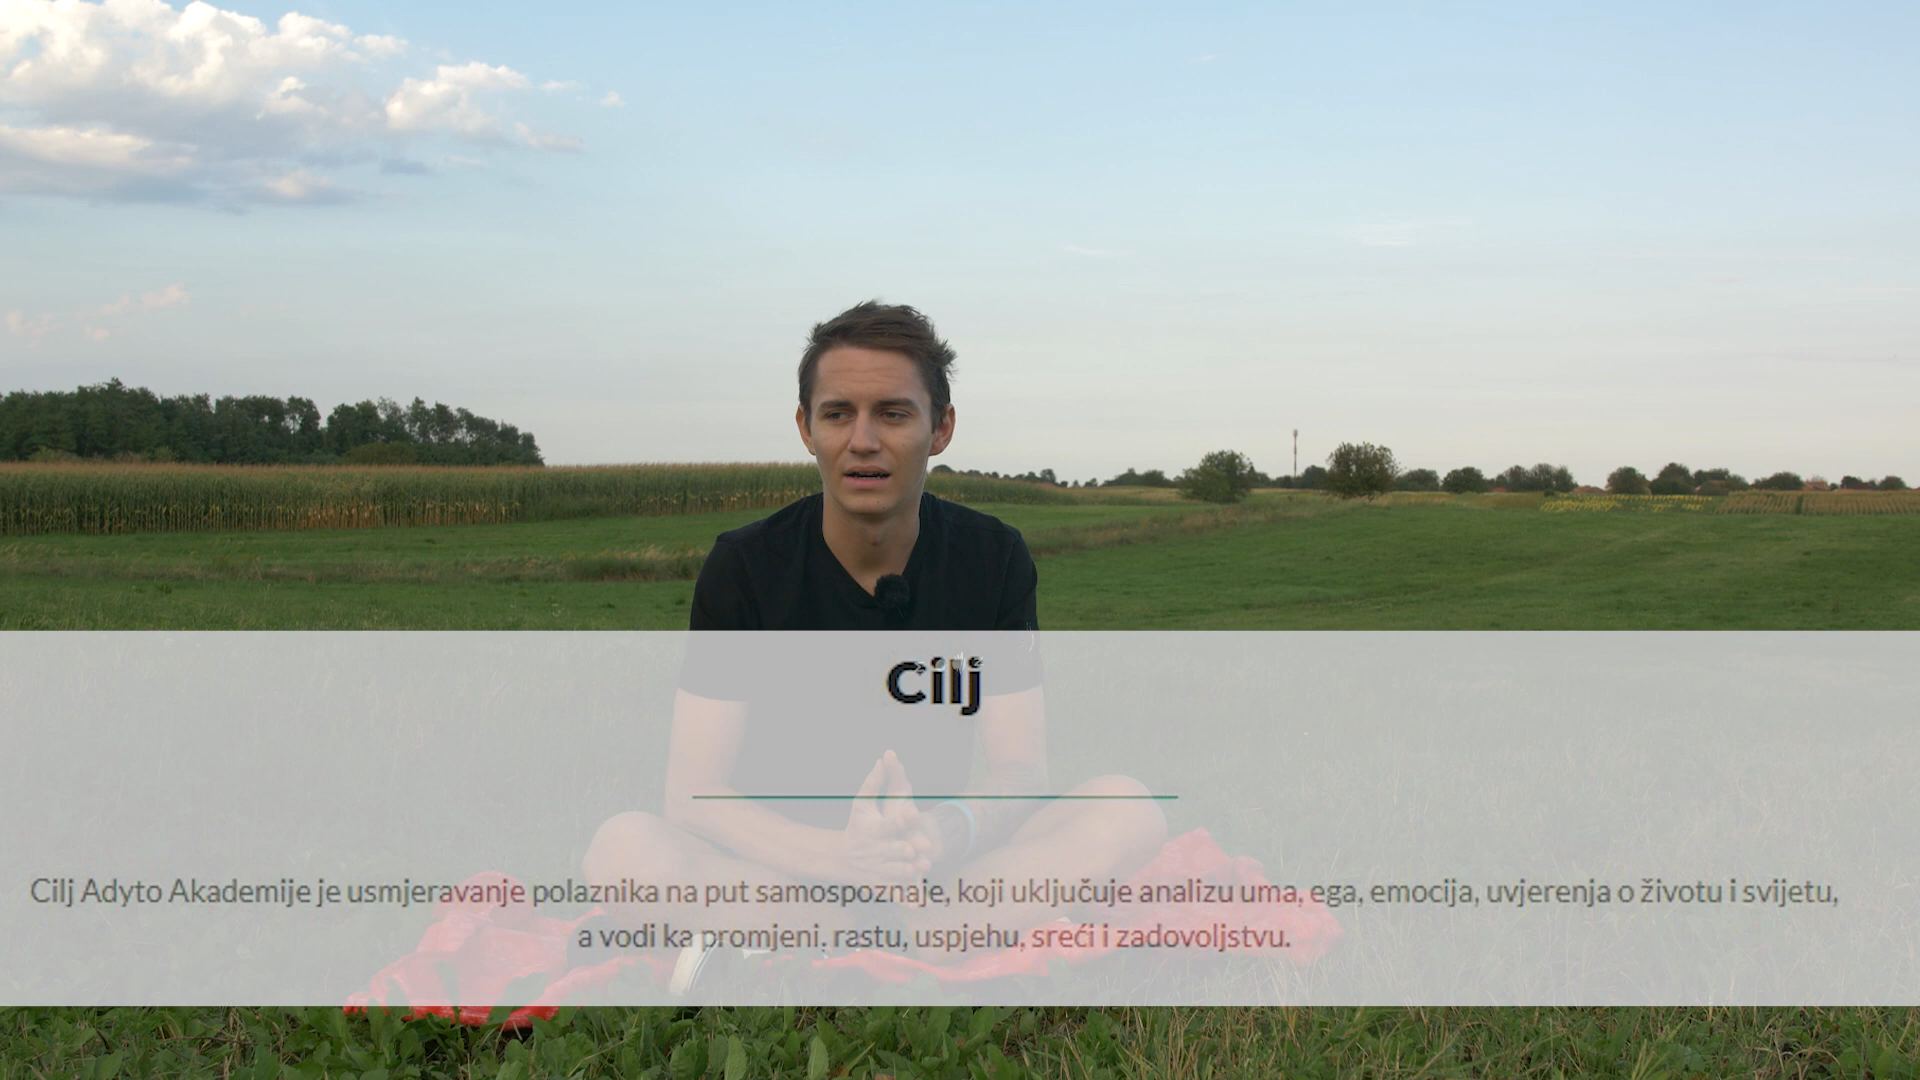 Cilj
Cilj Adyto Akademije je usmjeravanje polaznika na put samospoznaje, koji uključuje analizu uma, ega, emocija, uvjerenja o životu i svijetu,
a vodi ka promjeni, rastu, uspjehu, sreći i zadovoljstvu.